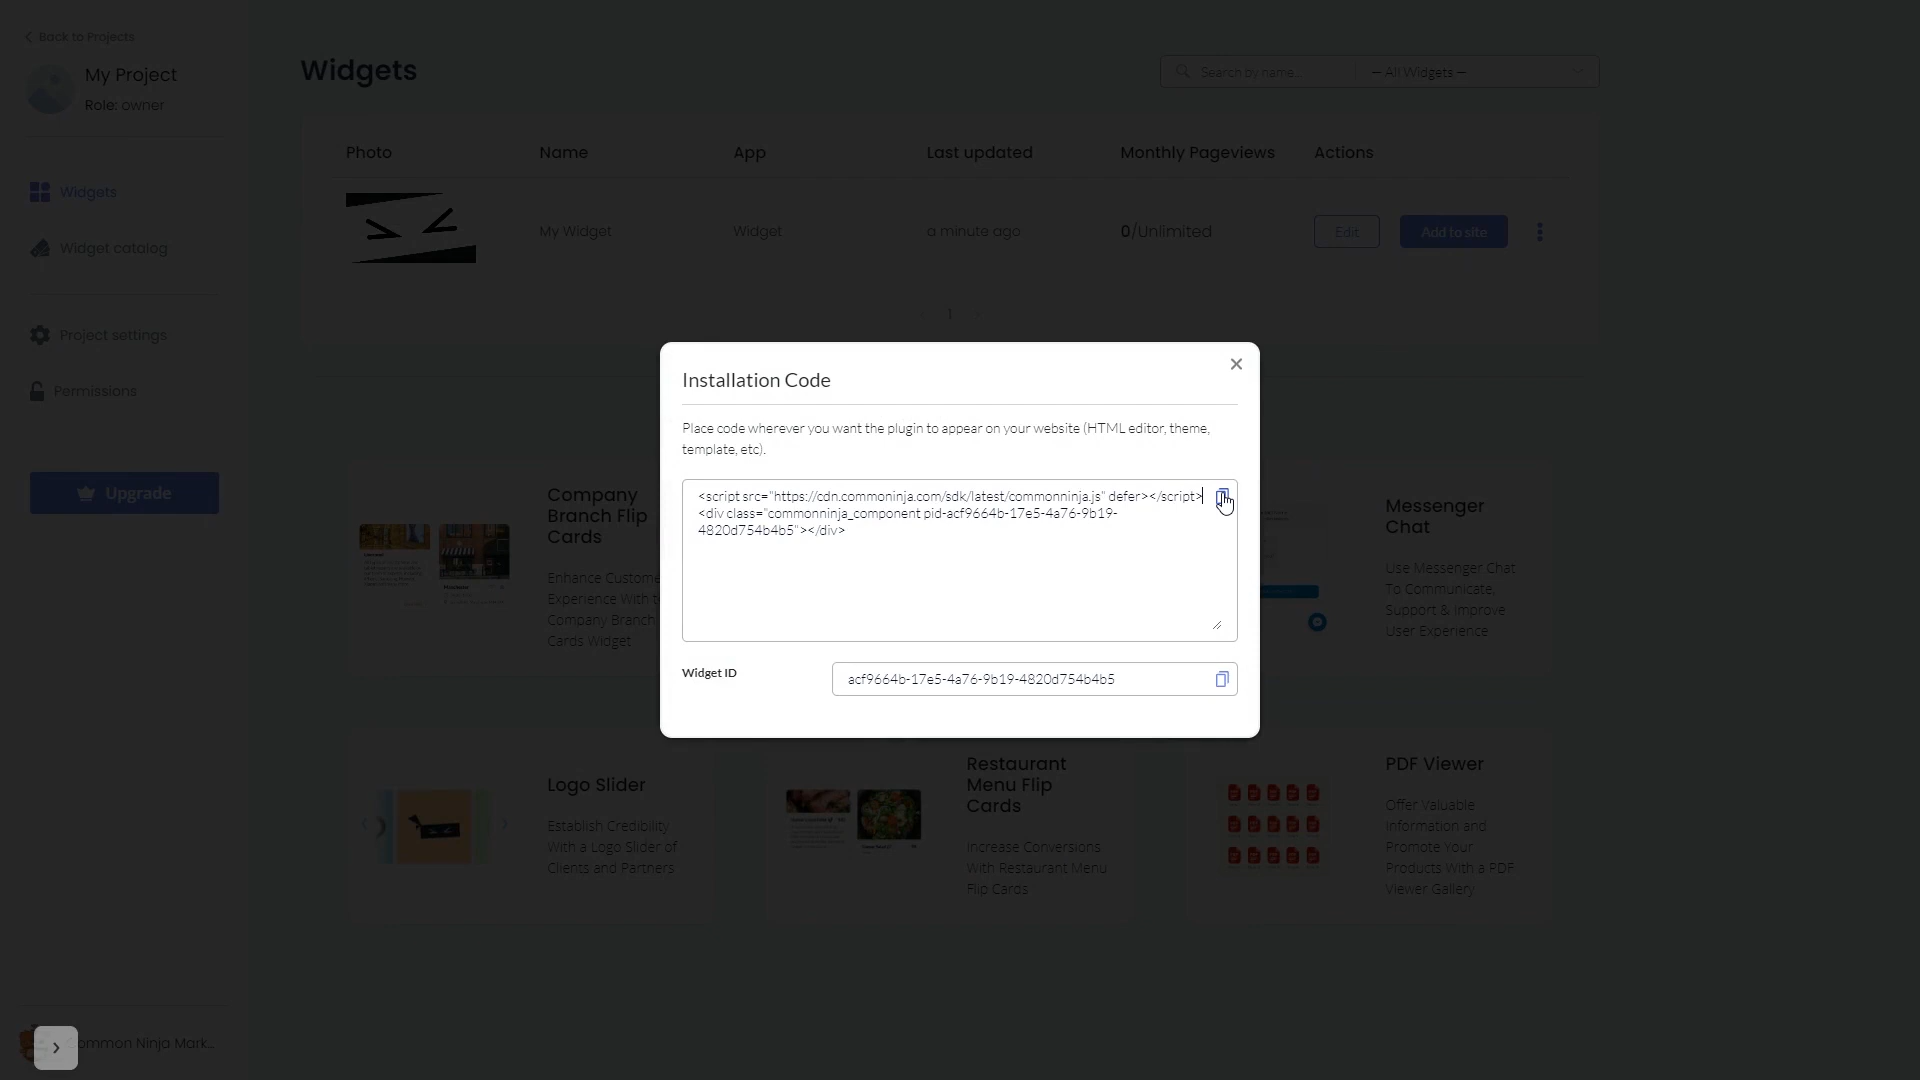 Back to Projects
My Project
Role: owner
Widgets
Widget catalog
Project settings
Permissions
Upgrade
Widgets
Search by name...
— All Widgets —
Photo
Name
App
Last updated
Monthly Pageviews
Actions
My Widget
Widget
a minute ago
0/Unlimited
Edit
Add to site
1
Installation Code
Place code wherever you want the plugin to appear on your website (HTML editor, theme,
template, etc).
<script src="https://cdn.commoninja.com/sdk/latest/commonninja.js" defer></script>
<div class="commonninja_component pid-acf9664b-17e5-4a76-9b19-
4820d754b4b5"></div>
Widget ID
acf9664b-17e5-4a76-9b19-4820d754b4b5
Company
Branch Flip
Cards
Enhance Custome
Experience With
Company Branch
Cards Widget
Messenger
Chat
Use Messenger Chat
To Communicate,
Support & Improve
User Experience
Logo Slider
Establish Credibility
With a Logo Slider of
Clients and Partners
Restaurant
Menu Flip
Cards
Increase Conversions
With Restaurant Menu
Flip Cards
PDF Viewer
Offer Valuable
Information and
Promote Your
Products With a PDF
Viewer Gallery
ommon Ninja Mark...